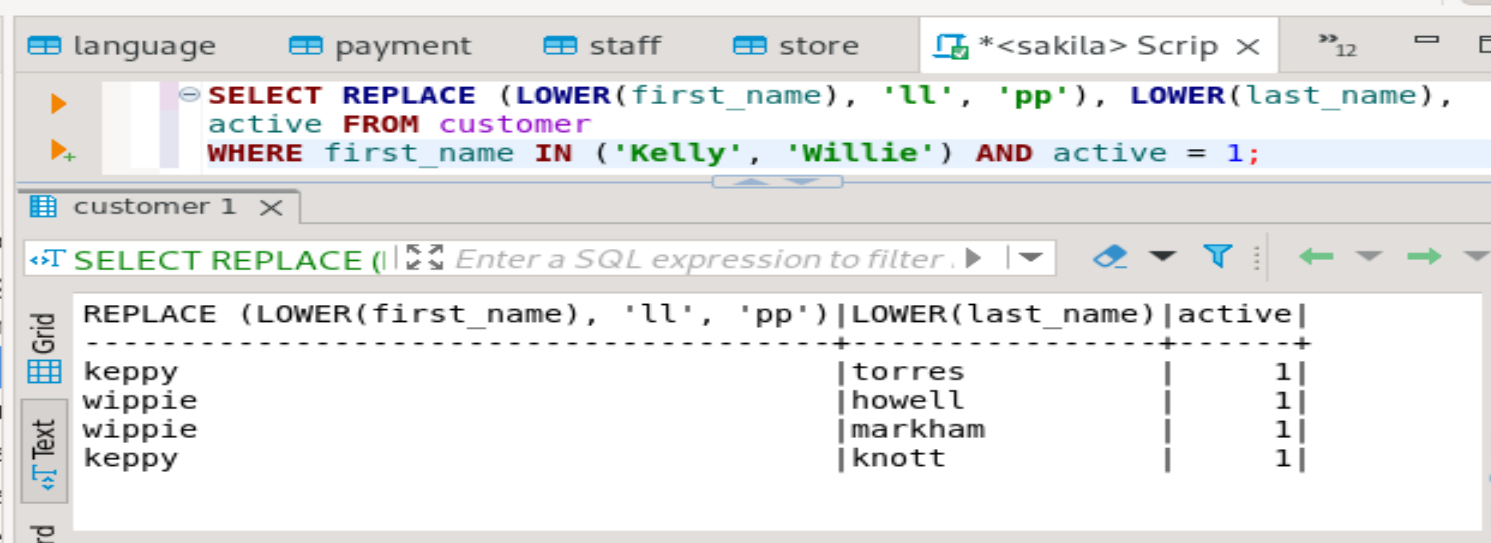 language payment staff store *<sakila> Scrip »12
SELECT REPLACE (LOWER(first_name), 'll', 'pp'), LOWER(last_name),
active FROM customer
WHERE first_name IN ('Kelly', 'Willie') AND active = 1;
customer 1
SELECT REPLACE ( Enter a SQL expression to filter
Grid
Text
REPLACE (LOWER(first_name), 'll', 'pp')|LOWER(last_name)|active|
---------------------------------------+----------------+------+
keppy |torres | 1|
wippie |howell | 1|
wippie |markham | 1|
keppy |knott | 1|